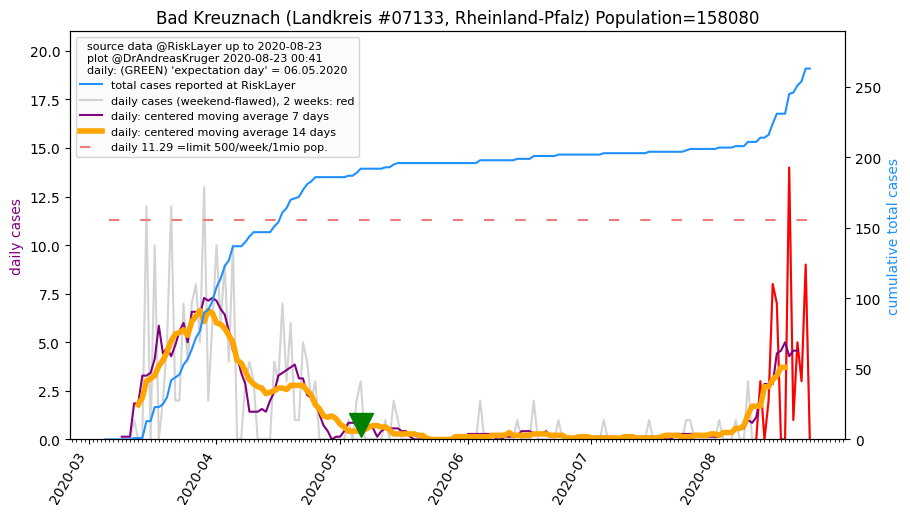 Bad Kreuznach (Landkreis #07133, Rheinland-Pfalz) Population=158080
source data @RiskLayer up to 2020-08-23
plot @DrAndreasKruger 2020-08-23 00:41
daily: (GREEN) 'expectation day' = 06.05.2020
total cases reported at RiskLayer
daily cases (weekend-flawed), 2 weeks: red
daily: centered moving average 7 days
daily: centered moving average 14 days
daily 11.29 =limit 500/week/1mio pop.
daily cases
20.0
17.5
15.0
12.5
10.0
7.5
5.0
2.5
0.0
cumulative total cases
250
200
150
100
50
0
2020-03
2020-04
2020-05
2020-06
2020-07
2020-08